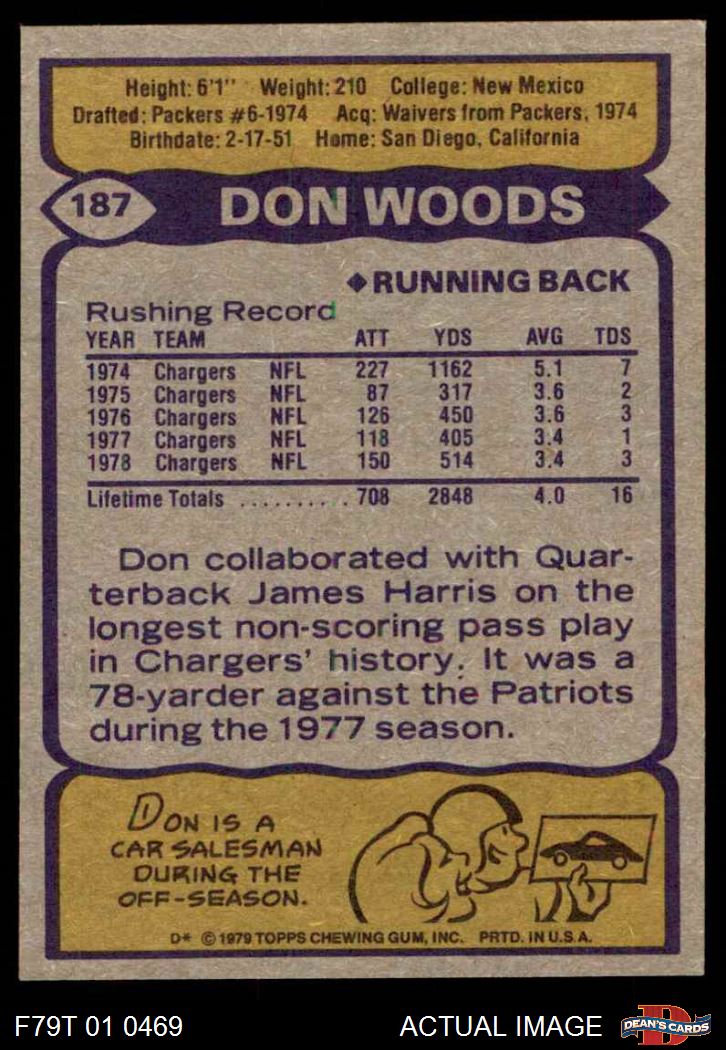 Height: 6'1'' Weight: 210 College: New Mexico
Drafted: Packers #6-1974 Acq: Waivers from Packers, 1974
Birthdate: 2-17-51 Home: San Diego, California
187 DON WOODS
◆RUNNING BACK
Rushing Record
YEAR TEAM ATT YDS AVG TDS
1974 Chargers NFL 227 1162 5.1 7
1975 Chargers NFL 87 317 3.6 2
1976 Chargers NFL 126 450 3.6 3
1977 Chargers NFL 118 405 3.4 1
1978 Chargers NFL 150 514 3.4 3
Lifetime Totals . . . . . . . . . . 708 2848 4.0 16
Don collaborated with Quar-
terback James Harris on the
longest non-scoring pass play
in Chargers' history. It was a
78-yarder against the Patriots
during the 1977 season.
DON IS A
CAR SALESMAN
DURING THE
OFF-SEASON.
D* © 1979 TOPPS CHEWING GUM, INC. PRTD. IN U.S.A.
F79T 01 0469 ACTUAL IMAGE
D
DEAN'S CARDS